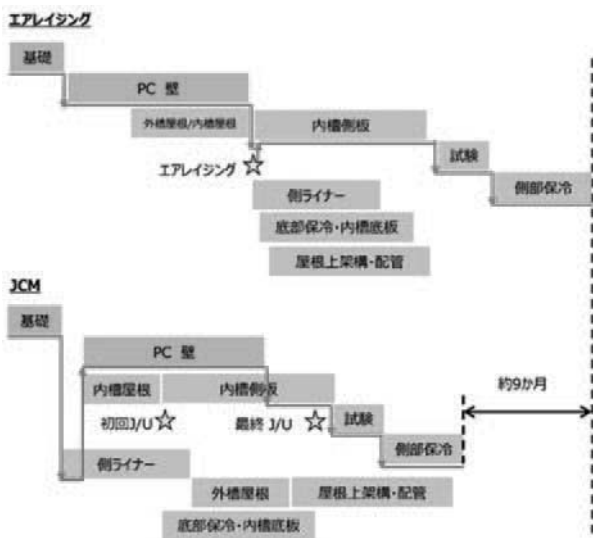 エアレイジング
基礎
PC 壁
外槽屋根/内槽屋根
内槽側板
エアレイジング ☆
試験
側部保冷
側ライナー
底部保冷・内槽底板
屋根上架構・配管
JCM
基礎
PC 壁
内槽屋根
内槽側板
約9か月
初回J/U ☆
最終 J/U ☆
試験
側部保冷
側ライナー
外槽屋根
屋根上架構・配管
底部保冷・内槽底板